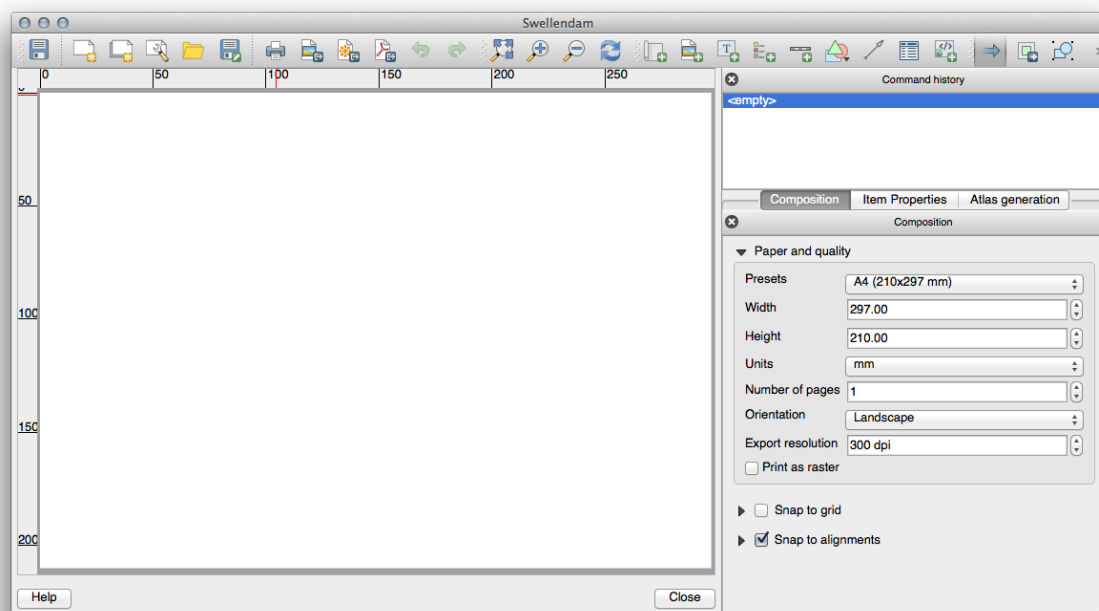 Swellendam
0 50 100 150 200 250
50
100
150
200
Command history
<empty>
Composition Item Properties Atlas generation
Composition
Paper and quality
Presets A4 (210x297 mm)
Width 297.00
Height 210.00
Units mm
Number of pages 1
Orientation Landscape
Export resolution 300 dpi
Print as raster
Snap to grid
Snap to alignments
Help Close